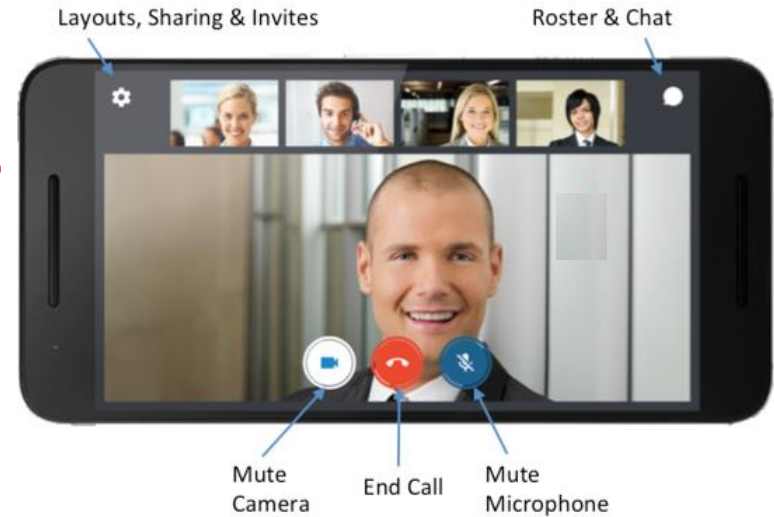 Layouts, Sharing & Invites
Roster & Chat
Mute
Camera
End Call
Mute
Microphone